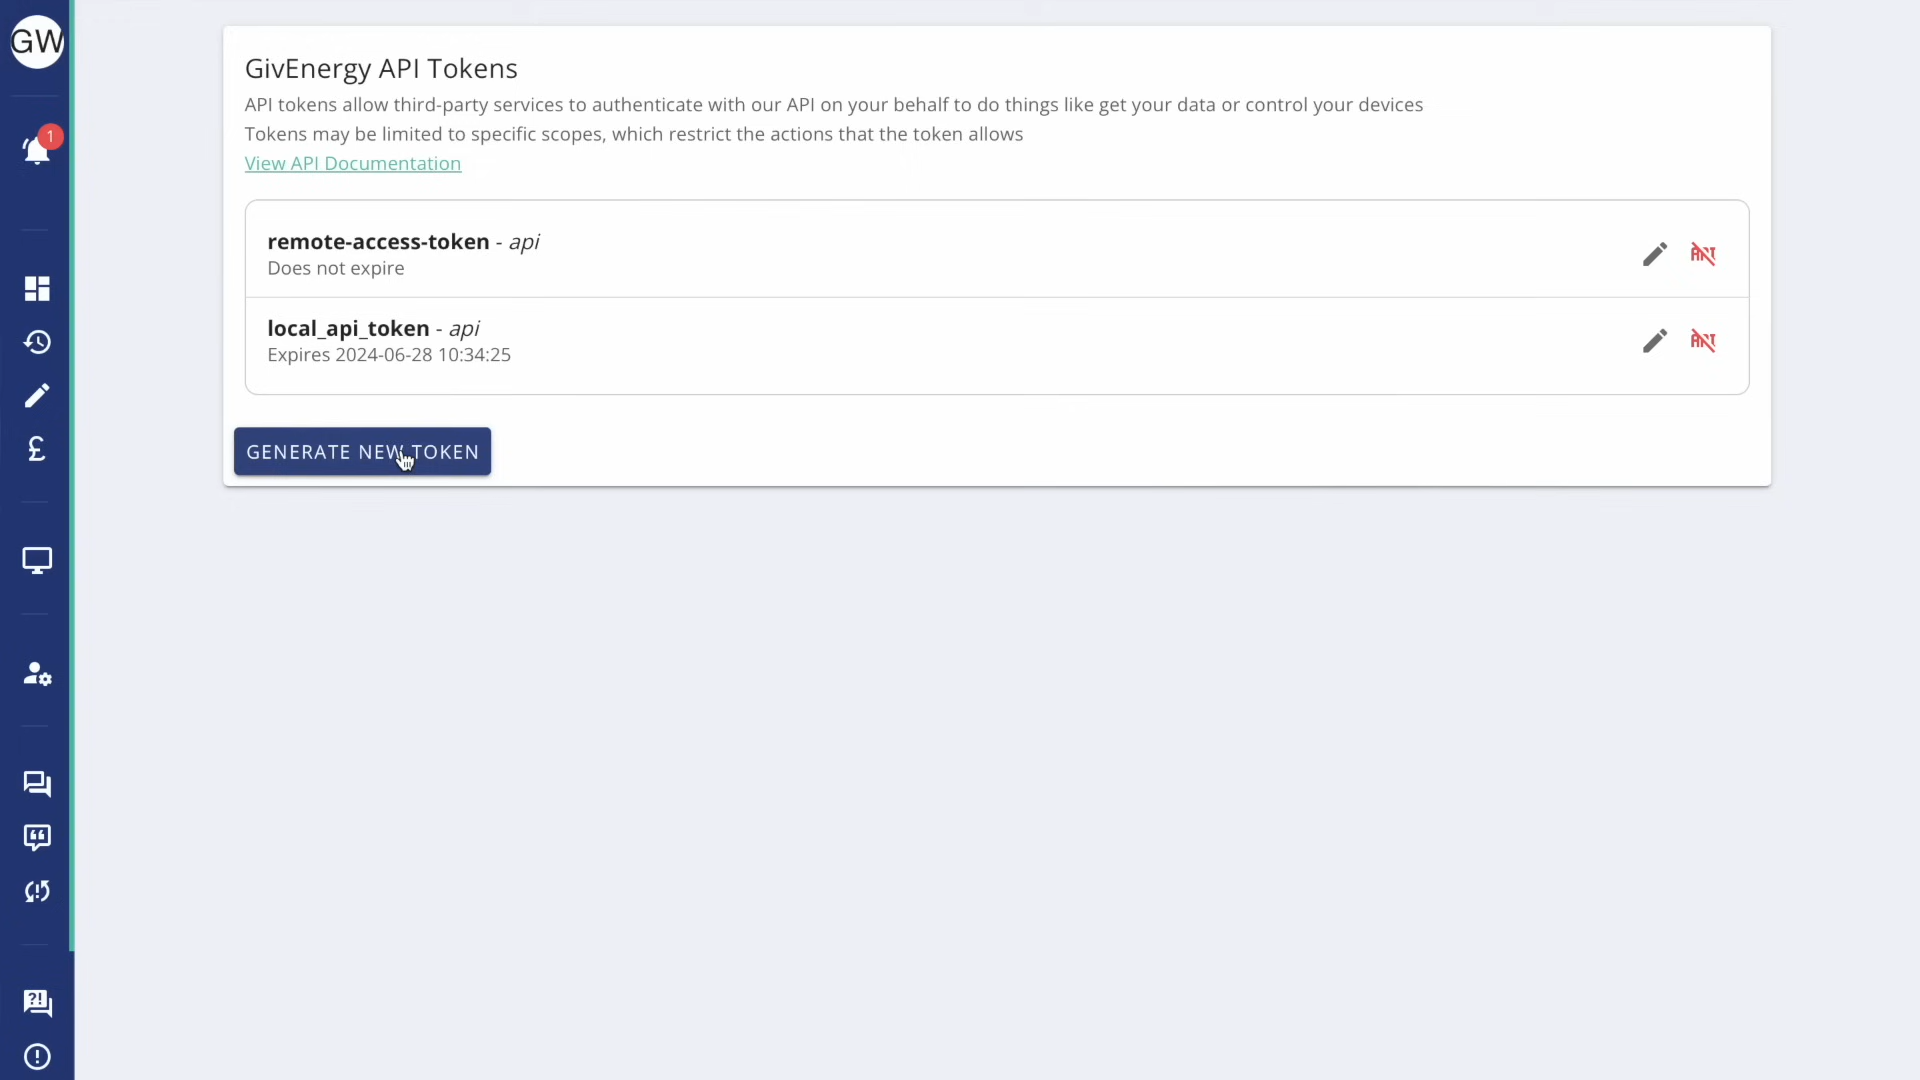 GW
1
GivEnergy API Tokens
API tokens allow third-party services to authenticate with our API on your behalf to do things like get your data or control your devices
Tokens may be limited to specific scopes, which restrict the actions that the token allows
View API Documentation
remote-access-token - api
Does not expire
API
local_api_token - api
Expires 2024-06-28 10:34:25
API
GENERATE NEW TOKEN
£
?!